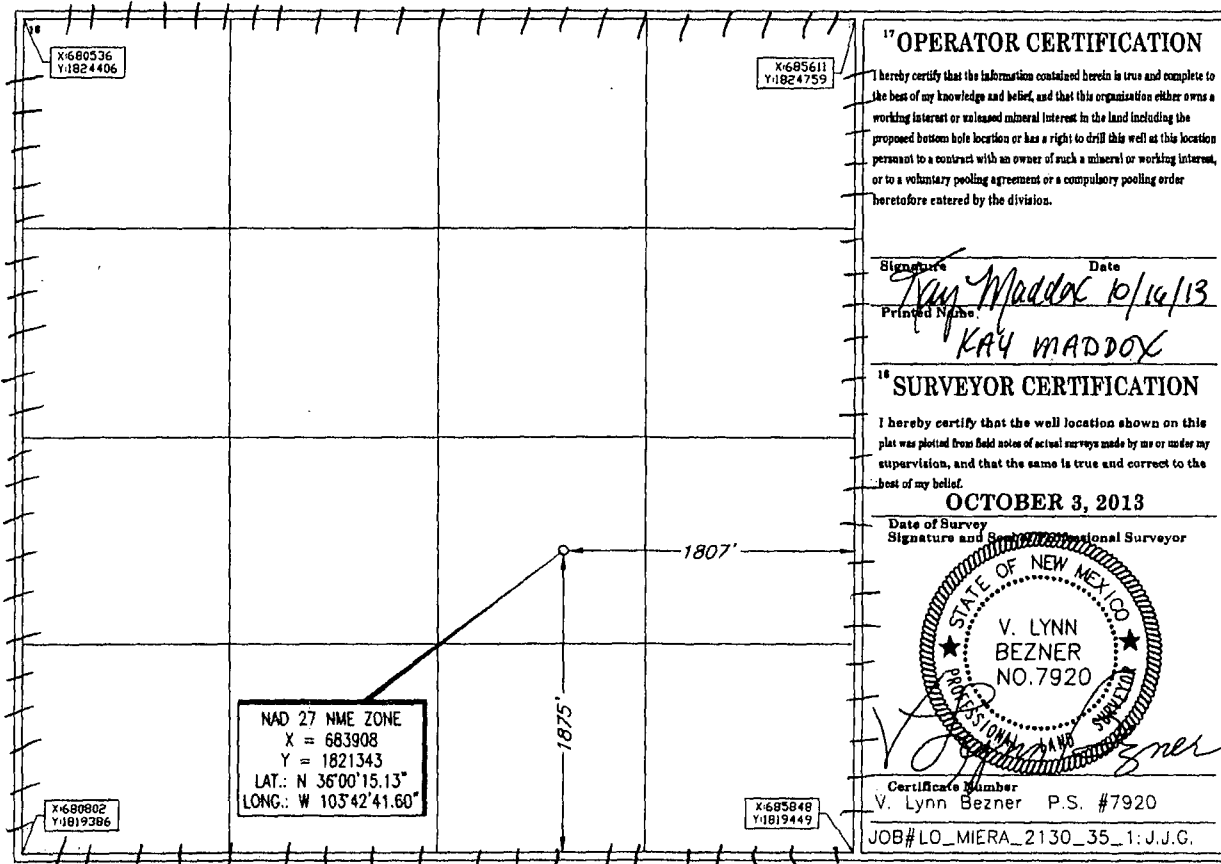 16
X:680536
Y:1824406
X:685611
Y:1824759
1807'
1875'
NAD 27 NME ZONE
X = 683908
Y = 1821343
LAT.: N 36°00'15.13"
LONG.: W 103°42'41.60"
X:680802
Y:1819386
X:685848
Y:1819449
17 OPERATOR CERTIFICATION
I hereby certify that the information contained herein is true and complete to
the best of my knowledge and belief, and that this organization either owns a
working interest or unleased mineral interest in the land including the
proposed bottom hole location or has a right to drill this well at this location
persuant to a contract with an owner of such a mineral or working interest,
or to a voluntary pooling agreement or a compulsory pooling order
heretofore entered by the division.
Signature Date
Kay Maddox 10/16/13
Printed Name
KAY MADDOX
18 SURVEYOR CERTIFICATION
I hereby certify that the well location shown on this
plat was plotted from field notes of actual surveys made by me or under my
supervision, and that the same is true and correct to the
best of my belief.
OCTOBER 3, 2013
Date of Survey
Signature and Seal of Professional Surveyor
STATE OF NEW MEXICO
V. LYNN
BEZNER
NO.7920
PROFESSIONAL LAND SURVEYOR
V. Lynn Bezner
Certificate Number
V. Lynn Bezner P.S. #7920
JOB#LO_MIERA_2130_35_1: J.J.G.